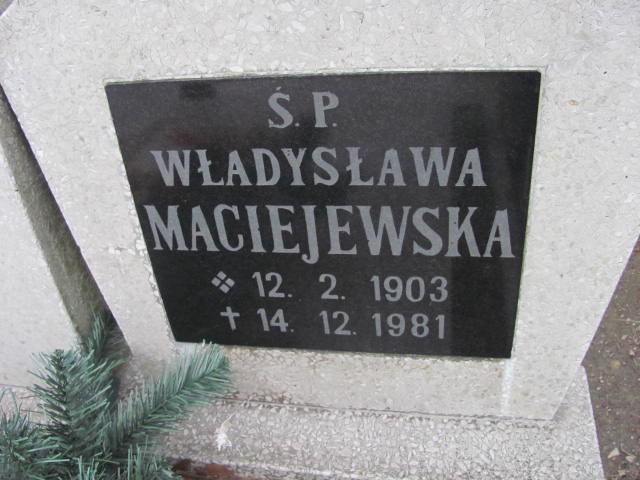 Ś. P.
WŁADYSŁAWA
MACIEJEWSKA
❖ 12. 2. 1903
✝ 14. 12. 1981